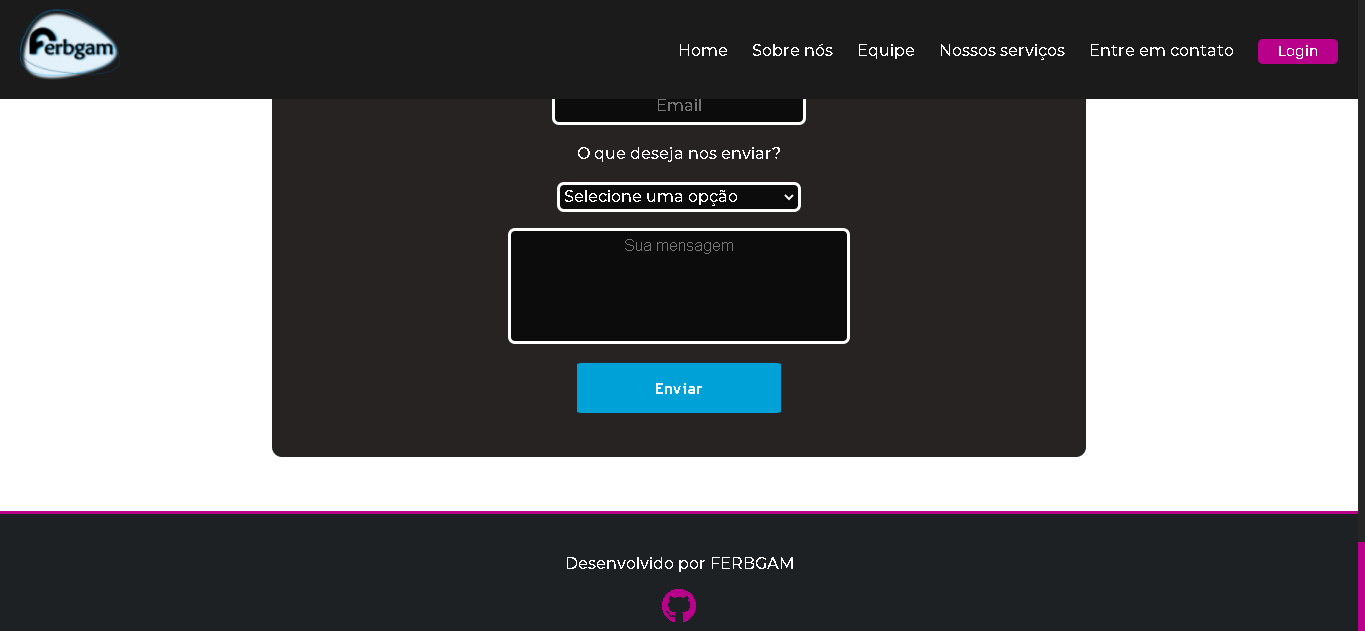 Ferbgam
Home Sobre nós Equipe Nossos serviços Entre em contato Login
Email
O que deseja nos enviar?
Selecione uma opção
Sua mensagem
Enviar
Desenvolvido por FERBGAM